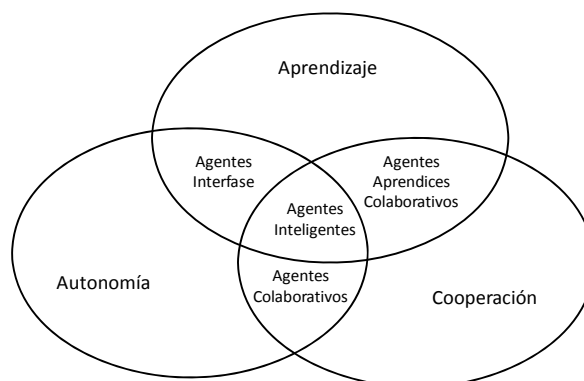 Aprendizaje
Agentes
Interfase
Agentes
Aprendices
Colaborativos
Agentes
Inteligentes
Autonomía
Agentes
Colaborativos
Cooperación